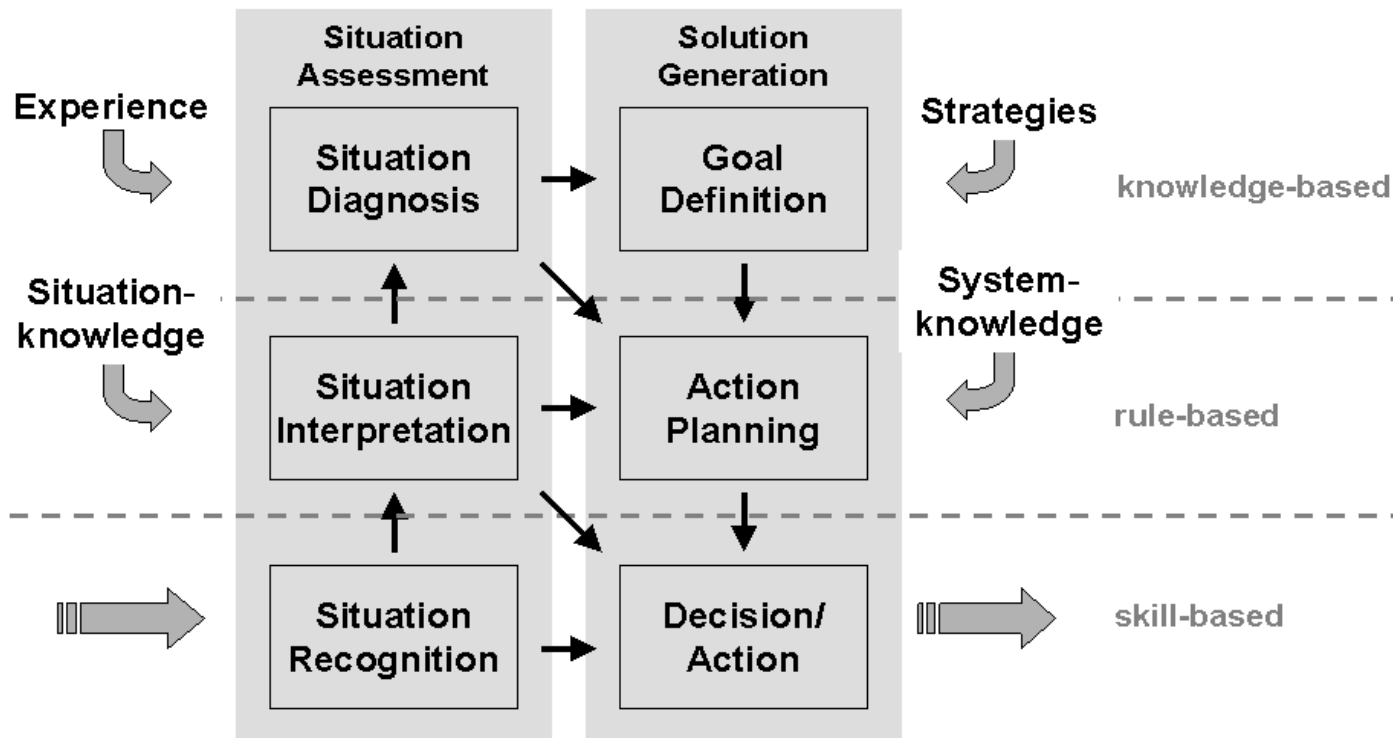 Situation
Assessment
Solution
Generation
Experience
Situation
Diagnosis
Goal
Definition
Strategies
knowledge-based
Situation-
knowledge
System-
knowledge
Situation
Interpretation
Action
Planning
rule-based
Situation
Recognition
Decision/
Action
skill-based